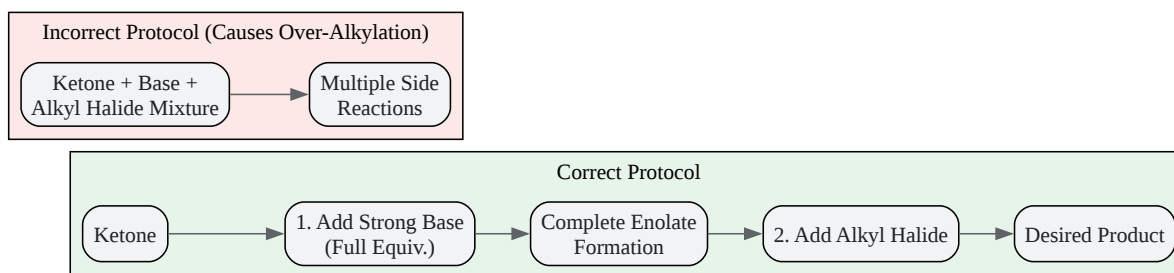 Incorrect Protocol (Causes Over-Alkylation)
Ketone + Base +
Alkyl Halide Mixture
Multiple Side
Reactions
Correct Protocol
Ketone
1. Add Strong Base
(Full Equiv.)
Complete Enolate
Formation
2. Add Alkyl Halide
Desired Product